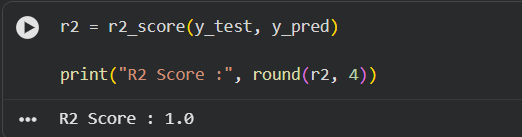 r2 = r2_score(y_test, y_pred)
print("R2 Score :", round(r2, 4))
R2 Score : 1.0